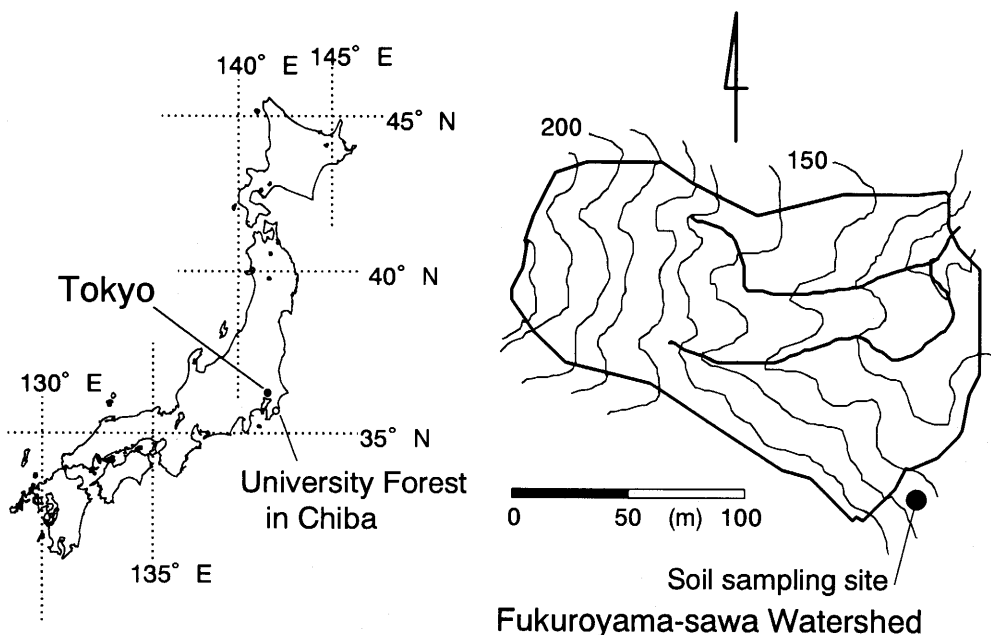 140° E
145° E
45° N
40° N
Tokyo
130° E
35° N
University Forest
in Chiba
135° E
200
150
0
50
(m)
100
Soil sampling site
Fukuroyama-sawa Watershed